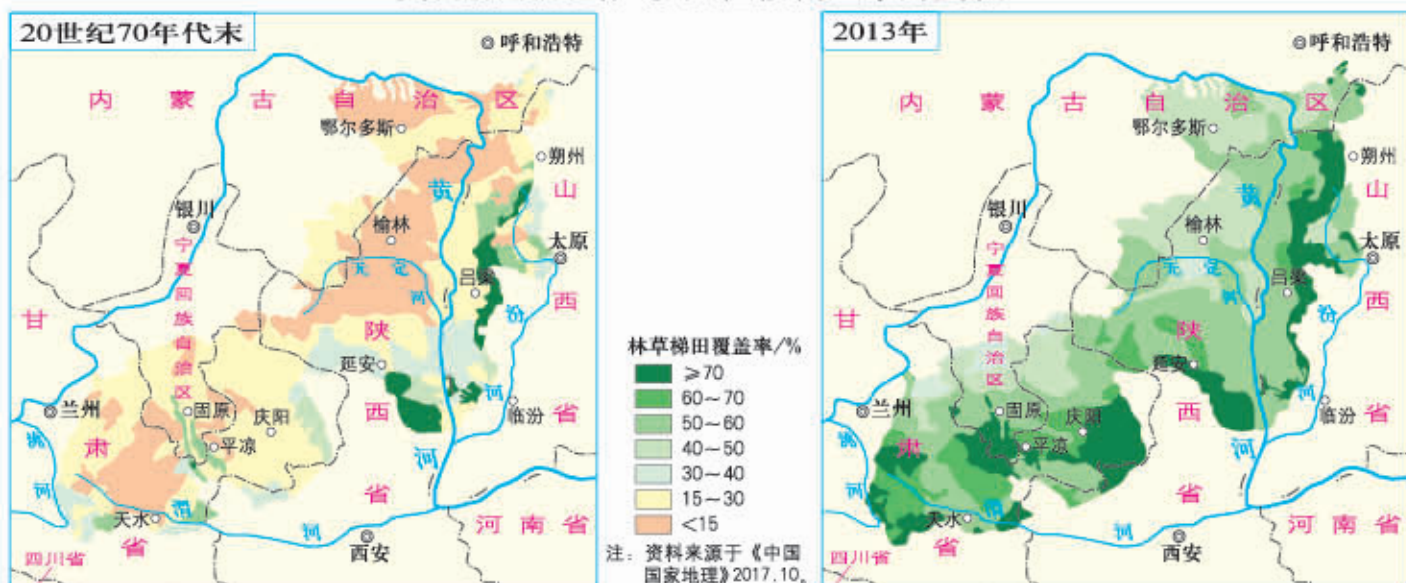 20世纪70年代末
呼和浩特
内蒙古自治区
鄂尔多斯
朔州
黄
山
银川
榆林
太原
宁夏回族自治区
无定河
吕梁
汾
西
甘
陕
延安
河
兰州
固原
庆阳
西
临汾
省
洮
肃
平凉
河
河
渭
省
河南省
天水
河
省
西安
四川省
林草梯田覆盖率/%
≥70
60~70
50~60
40~50
30~40
15~30
<15
注：资料来源于《中国
国家地理》2017.10。
2013年
呼和浩特
内蒙古自治区
鄂尔多斯
朔州
黄
山
银川
榆林
太原
宁夏回族自治区
无定河
吕梁
汾
西
甘
陕
延安
河
兰州
固原
庆阳
西
临汾
省
洮
肃
平凉
河
河
渭
省
河南省
天水
河
省
西安
四川省